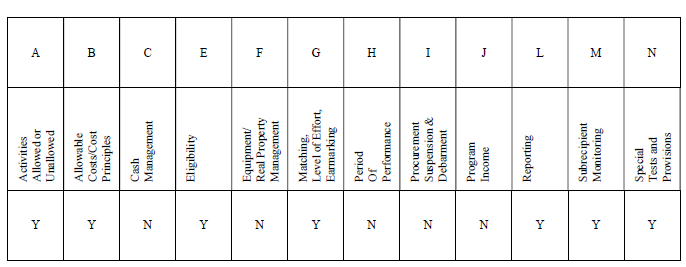 A B C E F G H I J L M N
Activities
Allowed or
Unallowed
Allowable
Costs/Cost
Principles
Cash
Management
Eligibility
Equipment/
Real Property
Management
Matching,
Level of Effort,
Earmarking
Period
Of
Performance
Procurement
Suspension &
Debarment
Program
Income
Reporting
Subrecipient
Monitoring
Special
Tests and
Provisions
Y Y N Y N Y N N N Y Y Y